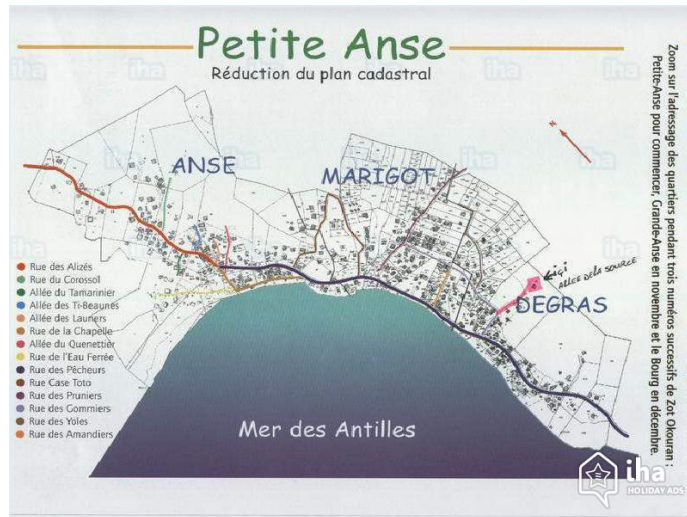 Petite Anse
Réduction du plan cadastral
Zoom sur l'adressage des quartiers pendant trois numéros successifs de Zot Okouran :
Petite-Anse pour commencer, Grande-Anse en novembre et le Bourg en décembre.
N
ANSE
MARIGOT
DEGRAS
ici
ALLEE DE LA SOURCE
Rue des Alizés
Rue du Corossol
Allée du Tamarinier
Allée des Ti-Beaunes
Allée des Lauriers
Rue de la Chapelle
Allée du Quenettier
Rue de l'Eau Ferrée
Rue des Pêcheurs
Rue Case Toto
Rue des Pruniers
Rue des Gommiers
Rue des Yoles
Rue des Amandiers
Mer des Antilles
iha
HOLIDAY ADS